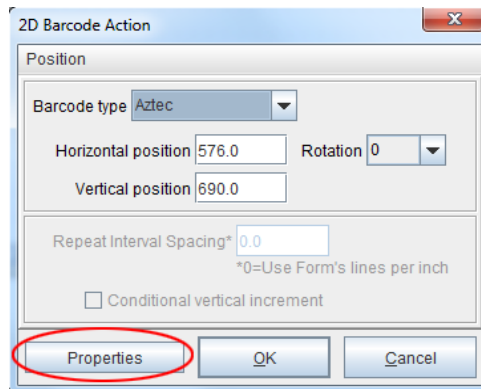 2D Barcode Action
Position
Barcode type Aztec
Horizontal position 576.0 Rotation 0
Vertical position 690.0
Repeat Interval Spacing* 0.0
*0=Use Form's lines per inch
Conditional vertical increment
Properties OK Cancel